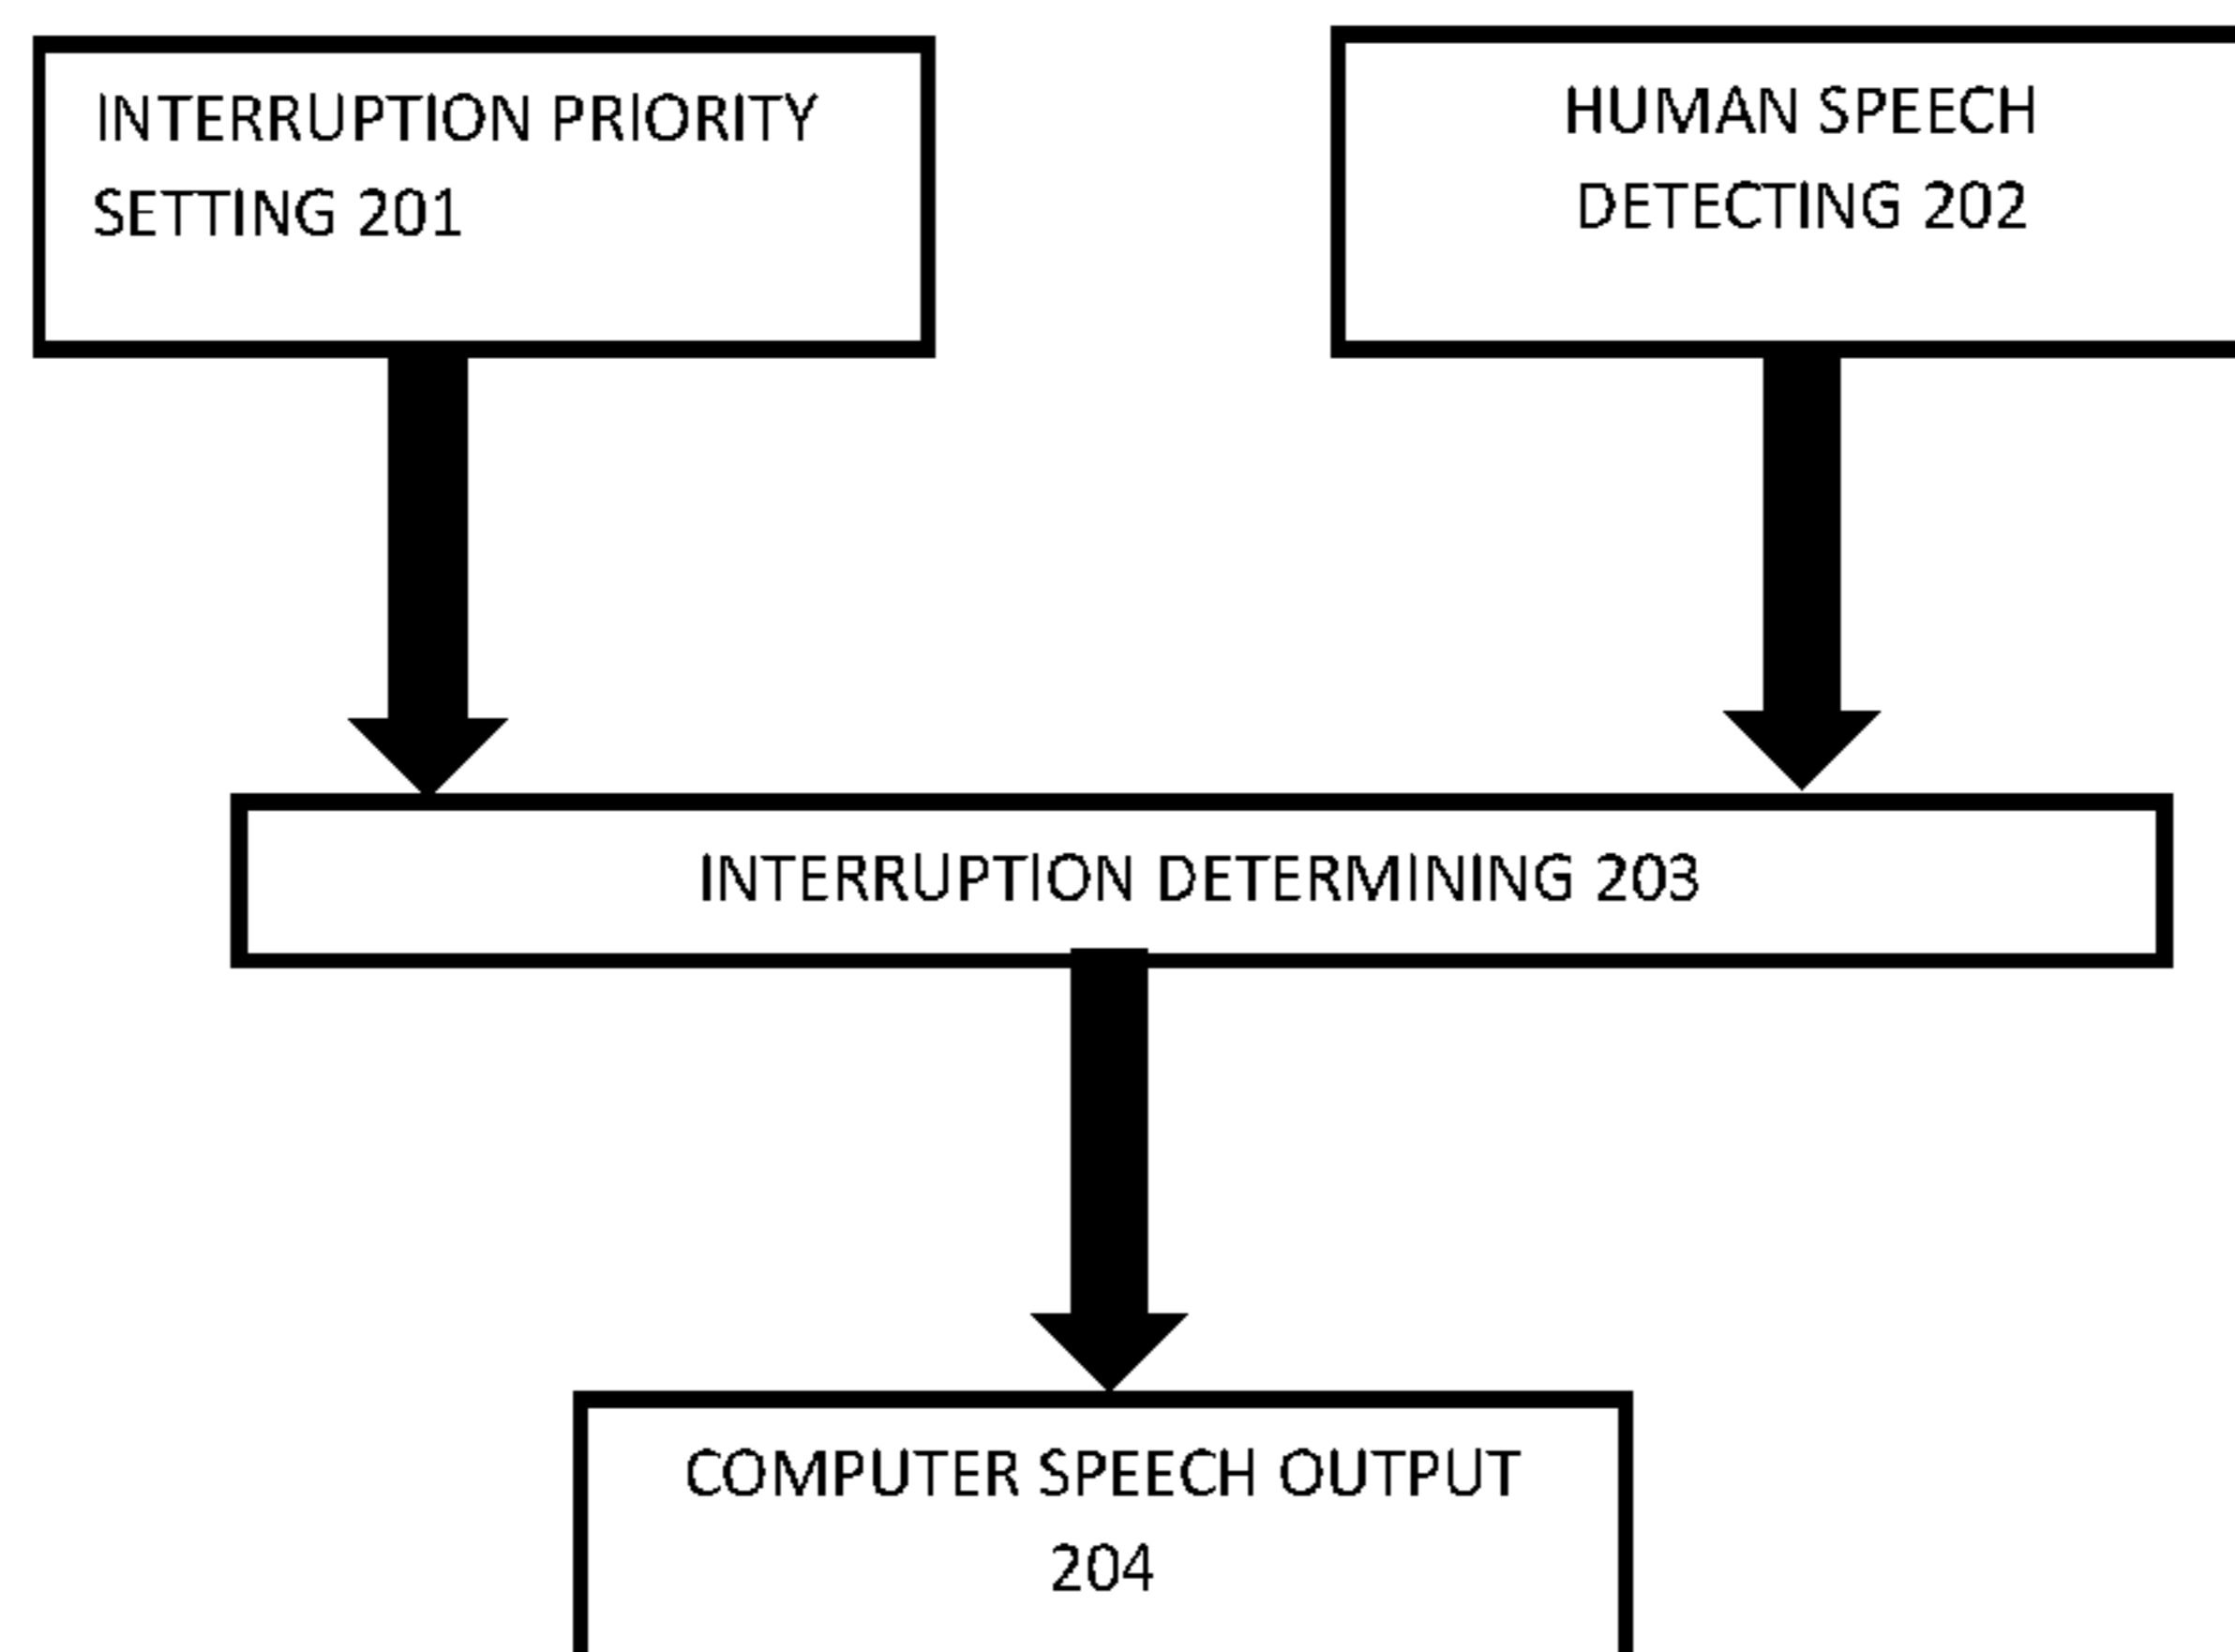 INTERRUPTION PRIORITY
SETTING 201
HUMAN SPEECH
DETECTING 202
INTERRUPTION DETERMINING 203
COMPUTER SPEECH OUTPUT
204